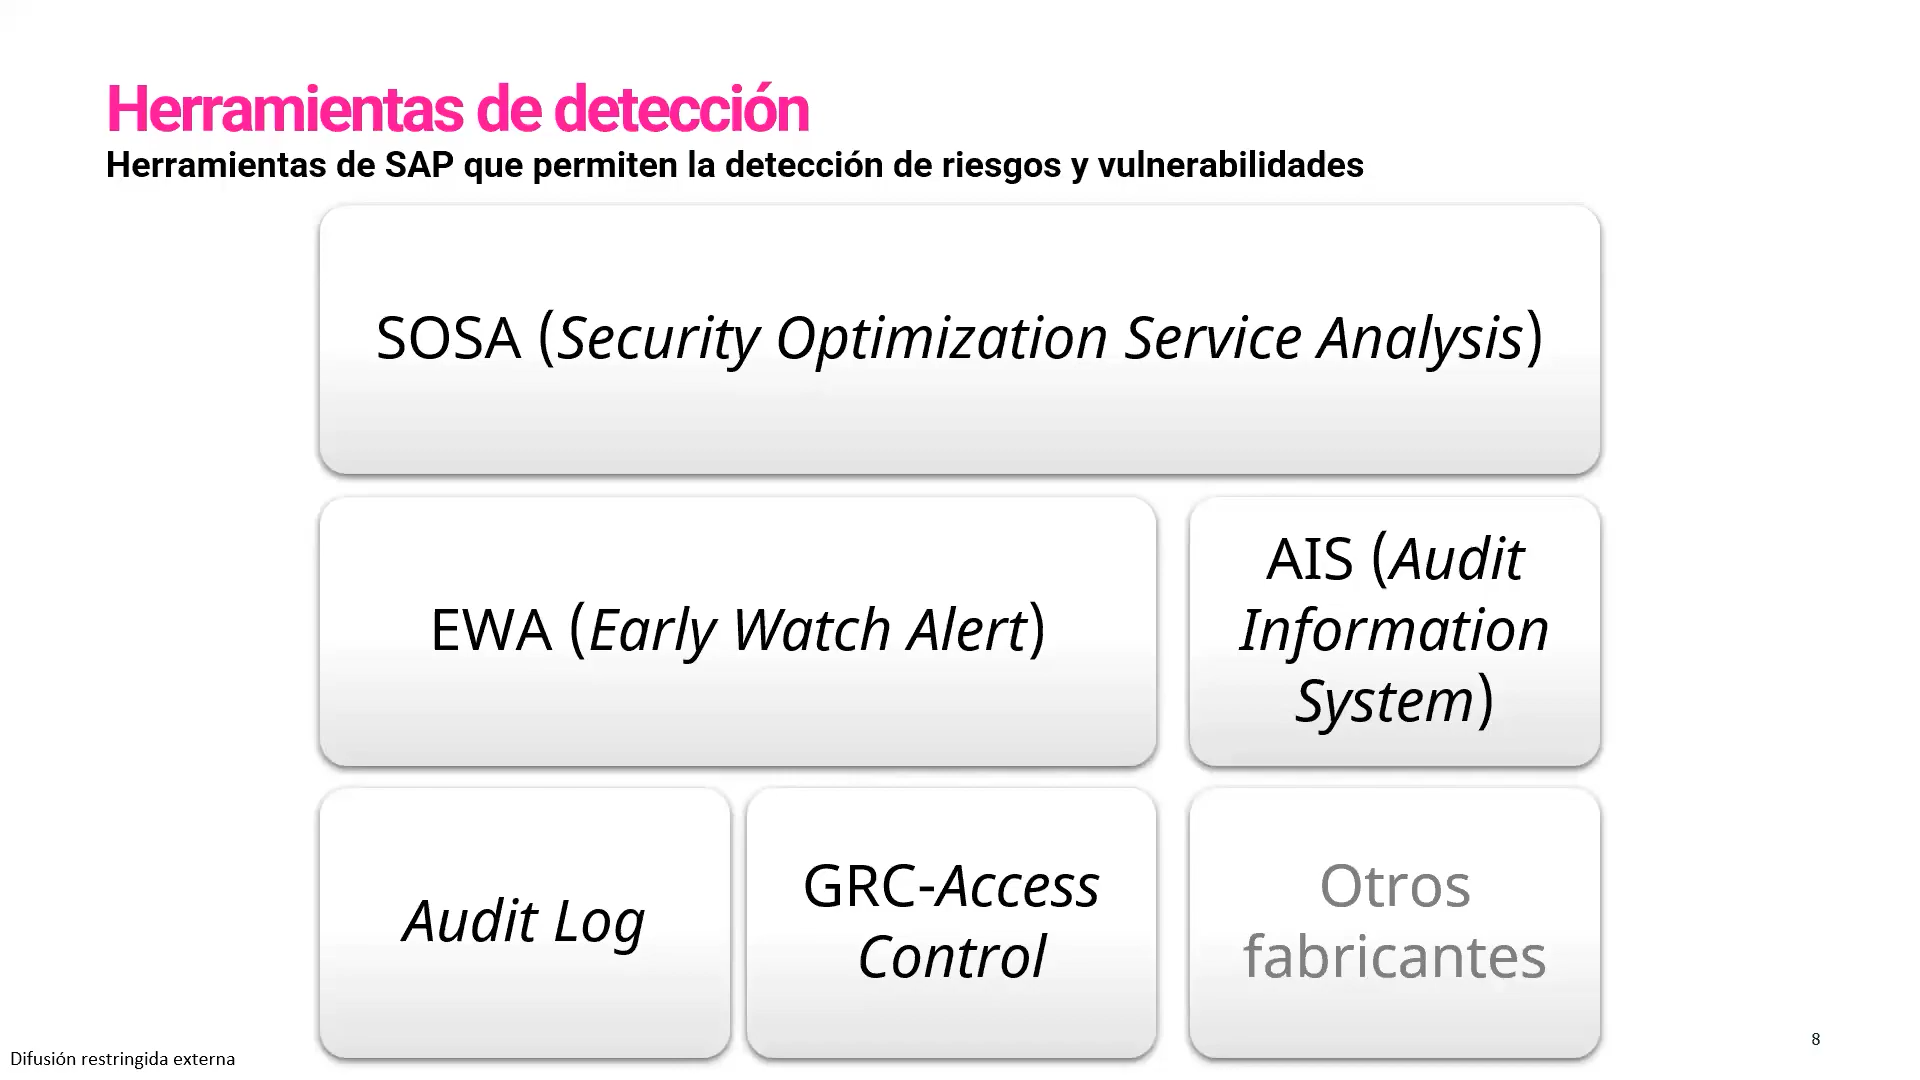 Herramientas de detección
Herramientas de SAP que permiten la detección de riesgos y vulnerabilidades
SOSA (Security Optimization Service Analysis)
EWA (Early Watch Alert)
AIS (Audit
Information
System)
Audit Log
GRC-Access
Control
Otros
fabricantes
8
Difusión restringida externa